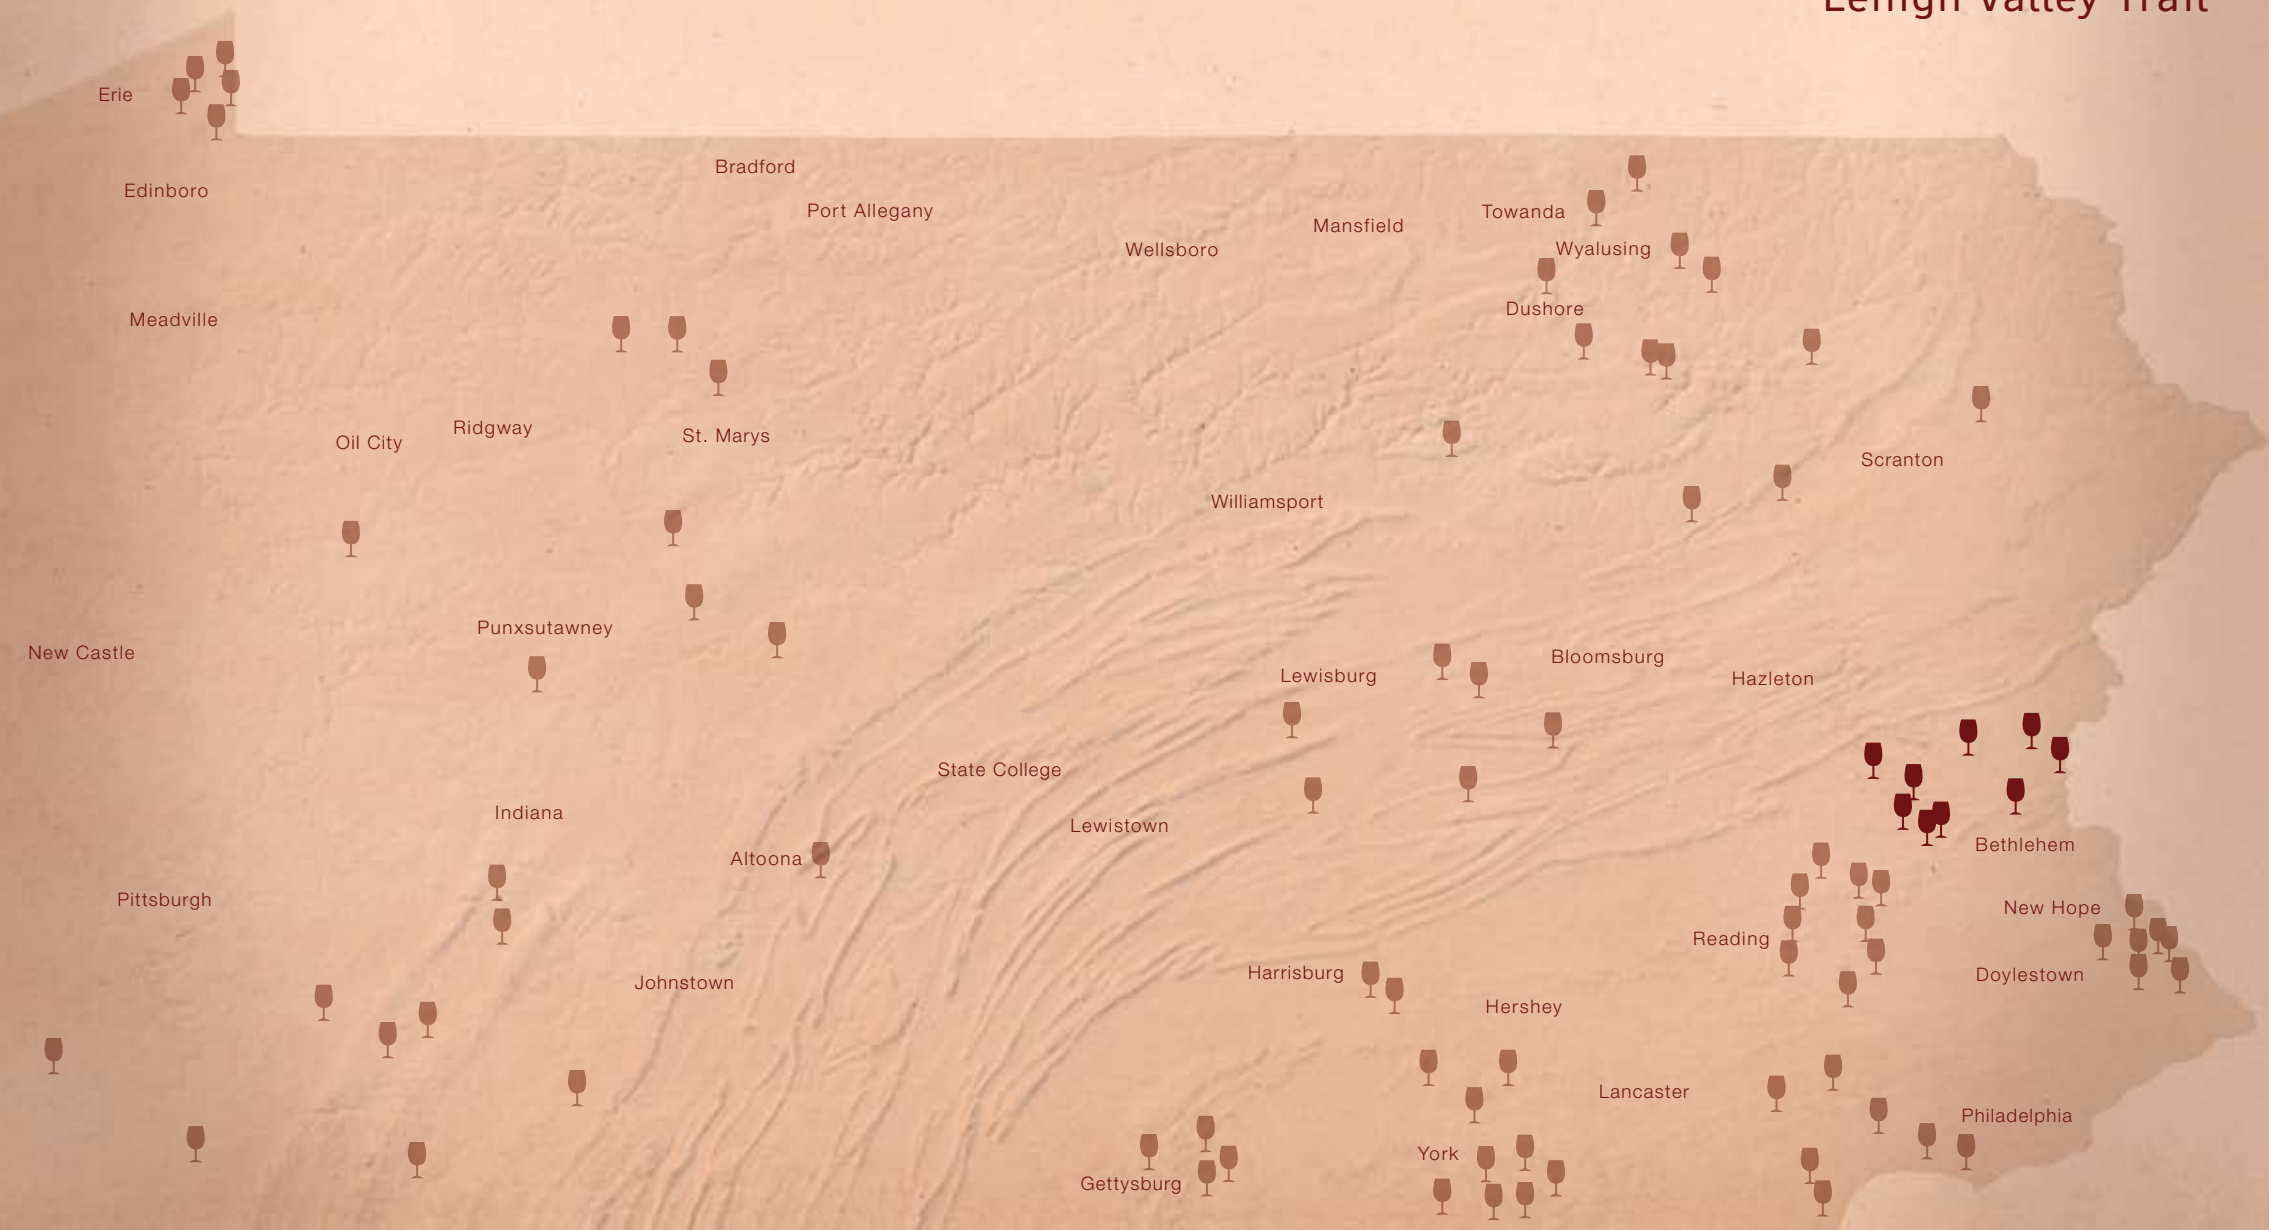 Lehigh Valley Trail
Erie
Bradford
Edinboro
Port Allegany
Towanda
Mansfield
Wyalusing
Wellsboro
Dushore
Meadville
Ridgway
St. Marys
Oil City
Scranton
Williamsport
Punxsutawney
New Castle
Bloomsburg
Lewisburg
Hazleton
State College
Indiana
Lewistown
Bethlehem
Altoona
Pittsburgh
New Hope
Reading
Harrisburg
Doylestown
Johnstown
Hershey
Lancaster
Philadelphia
York
Gettysburg